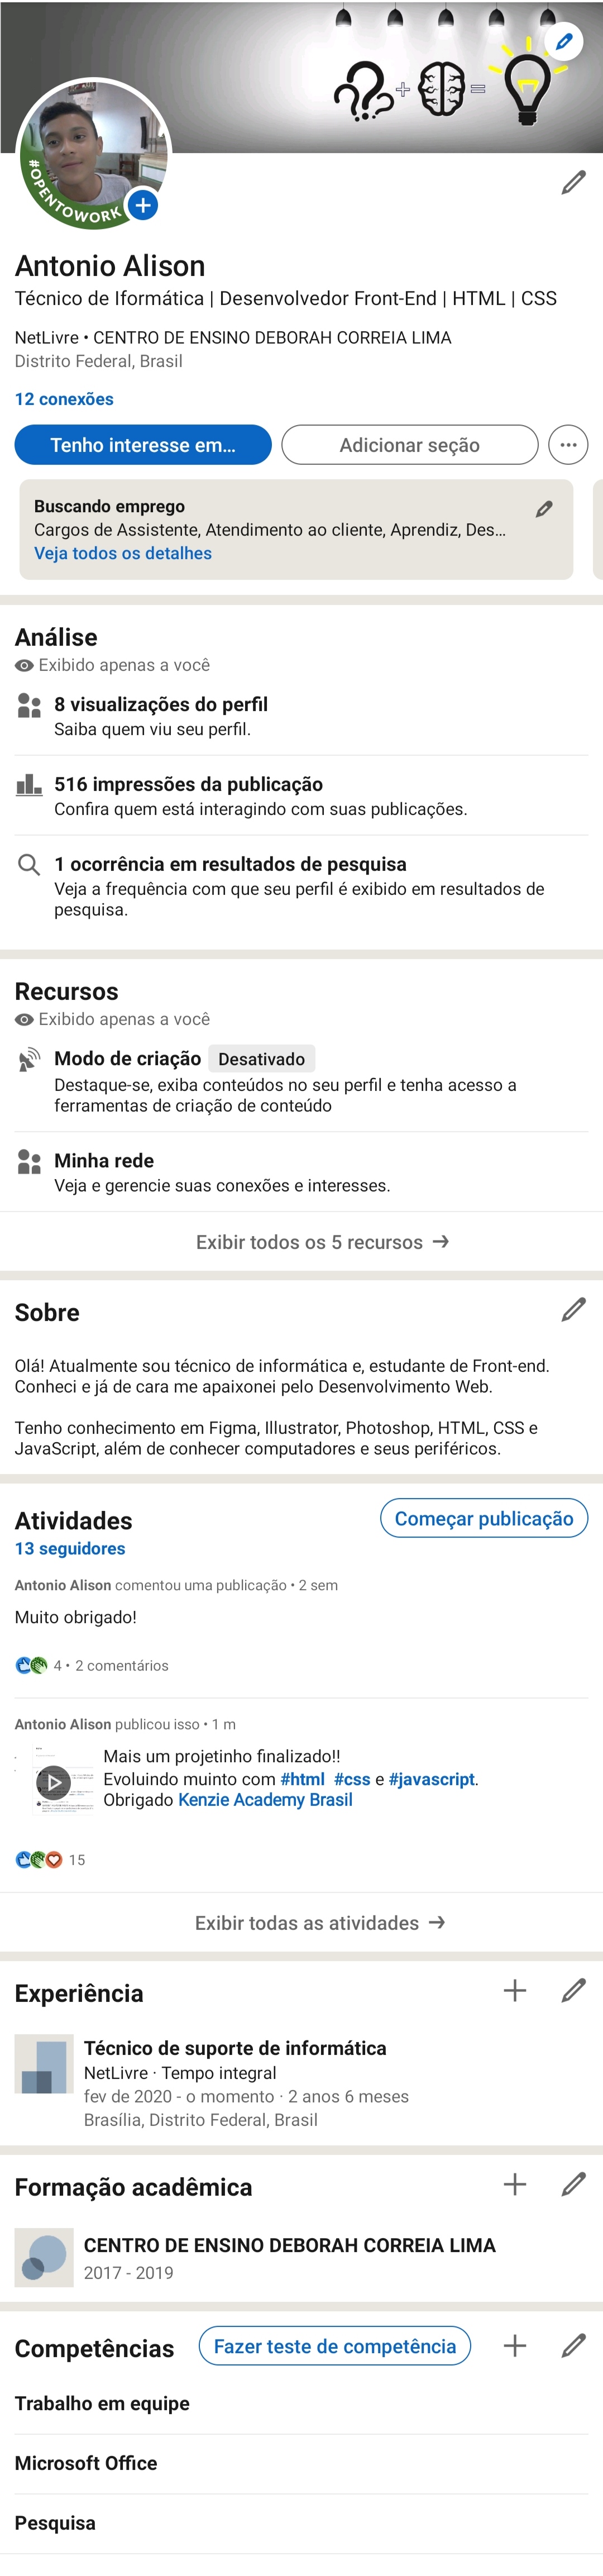 #OPENTOWORK
Antonio Alison
Técnico de Iformática | Desenvolvedor Front-End | HTML | CSS
NetLivre • CENTRO DE ENSINO DEBORAH CORREIA LIMA
Distrito Federal, Brasil
12 conexões
Tenho interesse em...
Adicionar seção
Buscando emprego
Cargos de Assistente, Atendimento ao cliente, Aprendiz, Des...
Veja todos os detalhes
Análise
Exibido apenas a você
8 visualizações do perfil
Saiba quem viu seu perfil.
516 impressões da publicação
Confira quem está interagindo com suas publicações.
1 ocorrência em resultados de pesquisa
Veja a frequência com que seu perfil é exibido em resultados de
pesquisa.
Recursos
Exibido apenas a você
Modo de criação Desativado
Destaque-se, exiba conteúdos no seu perfil e tenha acesso a
ferramentas de criação de conteúdo
Minha rede
Veja e gerencie suas conexões e interesses.
Exibir todos os 5 recursos →
Sobre
Olá! Atualmente sou técnico de informática e, estudante de Front-end.
Conheci e já de cara me apaixonei pelo Desenvolvimento Web.
Tenho conhecimento em Figma, Illustrator, Photoshop, HTML, CSS e
JavaScript, além de conhecer computadores e seus periféricos.
Atividades
Começar publicação
13 seguidores
Antonio Alison comentou uma publicação • 2 sem
Muito obrigado!
4 • 2 comentários
Antonio Alison publicou isso • 1 m
Mais um projetinho finalizado!!
Evoluindo muinto com #html #css e #javascript.
Obrigado Kenzie Academy Brasil
15
Exibir todas as atividades →
Experiência
Técnico de suporte de informática
NetLivre · Tempo integral
fev de 2020 - o momento · 2 anos 6 meses
Brasília, Distrito Federal, Brasil
Formação acadêmica
CENTRO DE ENSINO DEBORAH CORREIA LIMA
2017 - 2019
Competências
Fazer teste de competência
Trabalho em equipe
Microsoft Office
Pesquisa